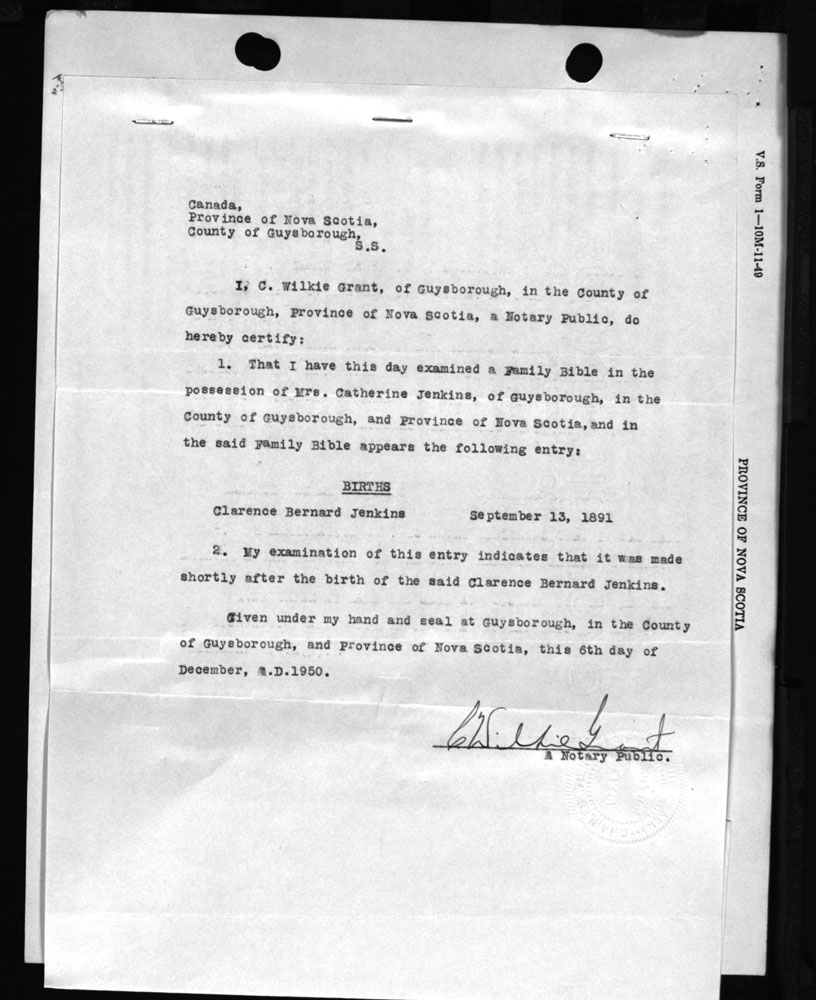 Canada,
Province of Nova Scotia,
County of Guysborough,
S.S.
I, C. Wilkie Grant, of Guysborough, in the County of
Guysborough, Province of Nova Scotia, a Notary Public, do
hereby certify:
1. That I have this day examined a Family Bible in the
possession of Mrs. Catherine Jenkins, of Guysborough, in the
County of Guysborough, and Province of Nova Scotia, and in
the said Family Bible appears the following entry:
BIRTHS
Clarence Bernard Jenkins September 13, 1891
2. My examination of this entry indicates that it was made
shortly after the birth of the said Clarence Bernard Jenkins.
Given under my hand and seal at Guysborough, in the County
of Guysborough, and Province of Nova Scotia, this 6th day of
December, A.D.1950.
C Wilkie Grant
A Notary Public.
V.S. Form 1—10M-11-49
PROVINCE OF NOVA SCOTIA